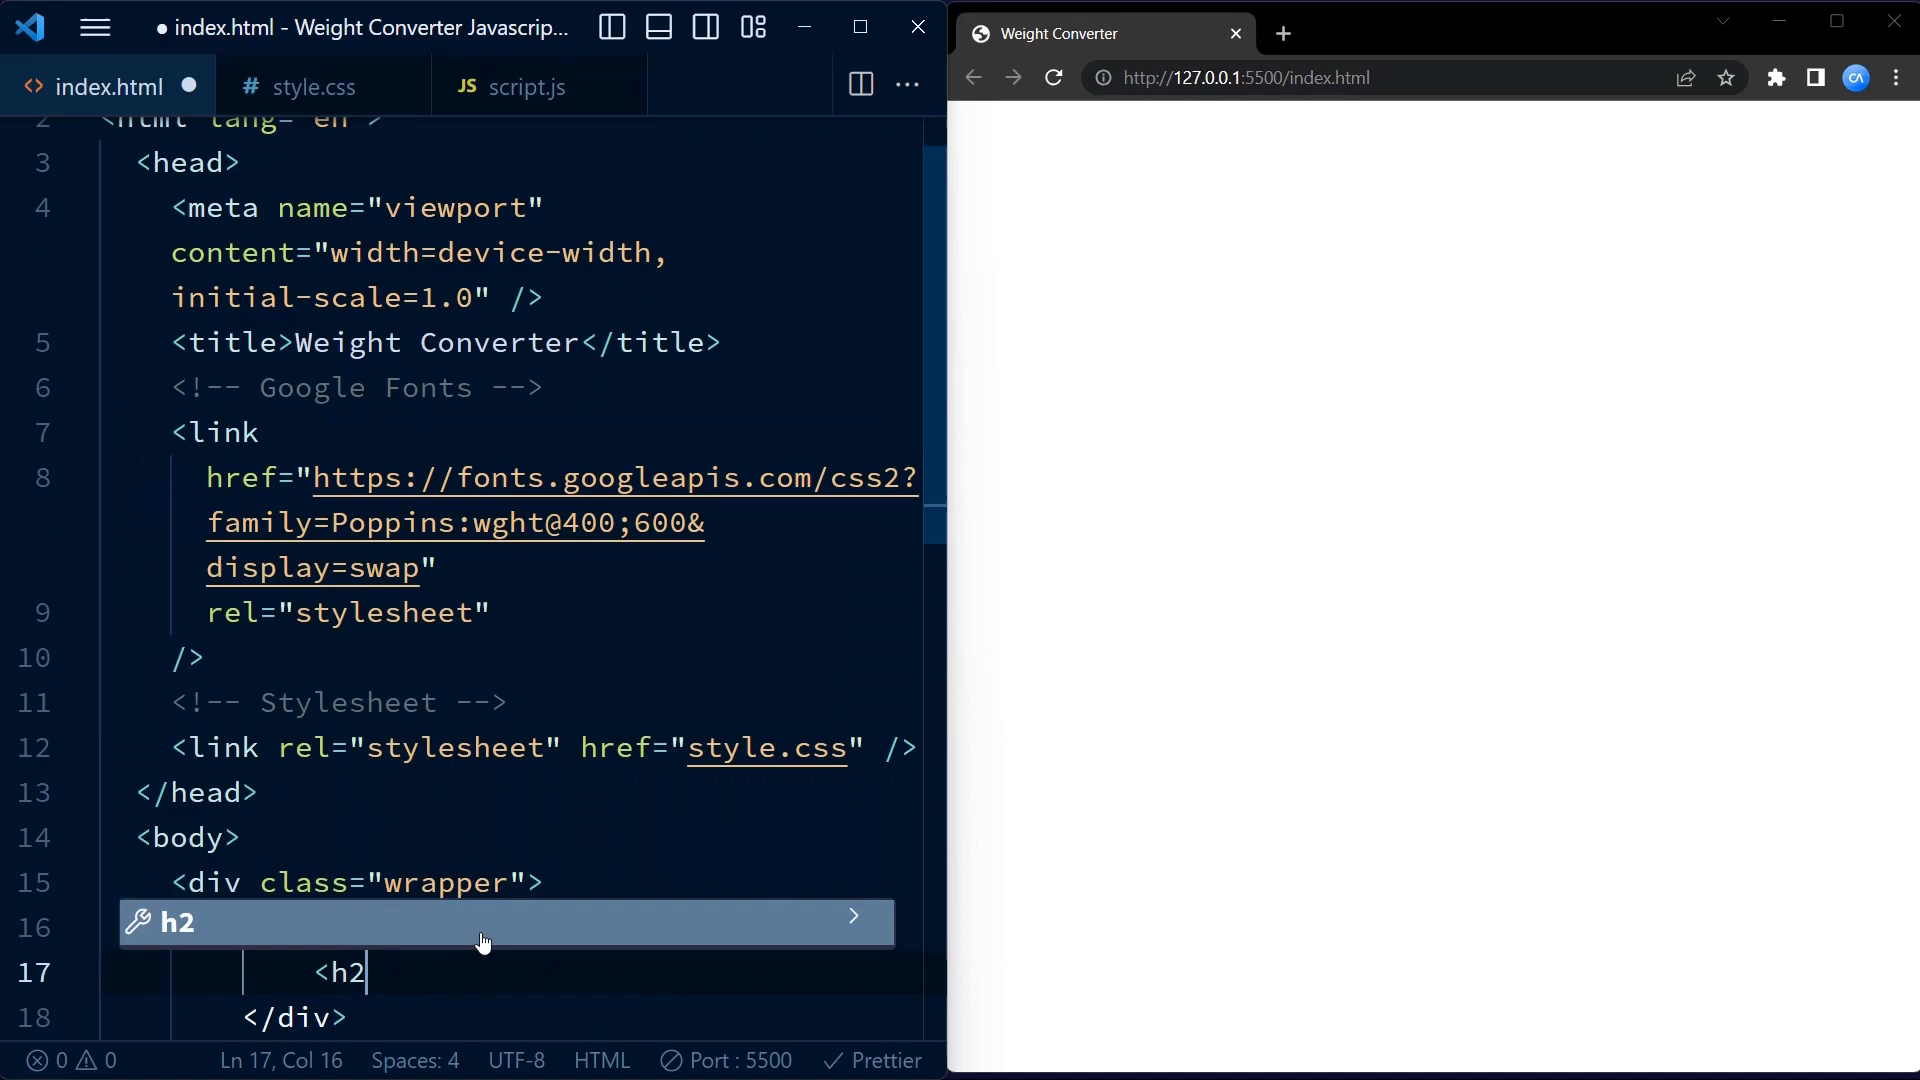 index.html - Weight Converter Javascrip...
index.html
# style.css
JS script.js
2 <html lang="en">
3 <head>
4 <meta name="viewport"
content="width=device-width,
initial-scale=1.0" />
5 <title>Weight Converter</title>
6 <!-- Google Fonts -->
7 <link
8 href="https://fonts.googleapis.com/css2?
family=Poppins:wght@400;600&
display=swap"
9 rel="stylesheet"
10 />
11 <!-- Stylesheet -->
12 <link rel="stylesheet" href="style.css" />
13 </head>
14 <body>
15 <div class="wrapper">
16
h2
17 <h2
18 </div>
0 0 Ln 17, Col 16 Spaces: 4 UTF-8 HTML Port : 5500 Prettier
Weight Converter
http://127.0.0.1:5500/index.html
CA